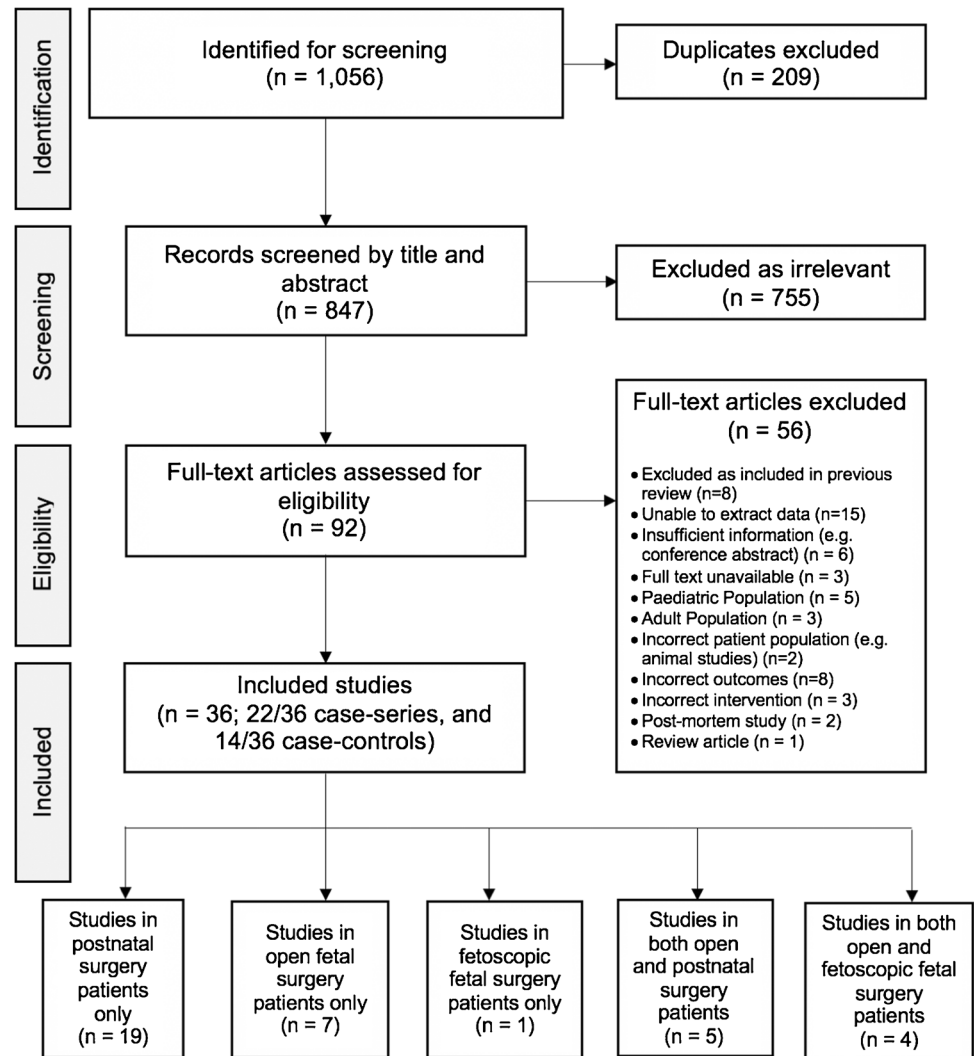 Identification
Identified for screening
(n = 1,056)
Duplicates excluded
(n = 209)
Screening
Records screened by title and
abstract
(n = 847)
Excluded as irrelevant
(n = 755)
Eligibility
Full-text articles assessed for
eligibility
(n = 92)
Full-text articles excluded
(n = 56)
• Excluded as included in previous
review (n=8)
• Unable to extract data (n=15)
• Insufficient information (e.g.
conference abstract) (n = 6)
• Full text unavailable (n = 3)
• Paediatric Population (n = 5)
• Adult Population (n = 3)
• Incorrect patient population (e.g.
animal studies) (n=2)
• Incorrect outcomes (n=8)
• Incorrect intervention (n = 3)
• Post-mortem study (n = 2)
• Review article (n = 1)
Included
Included studies
(n = 36; 22/36 case-series, and
14/36 case-controls)
Studies in
postnatal
surgery
patients
only
(n = 19)
Studies in
open fetal
surgery
patients only
(n = 7)
Studies in
fetoscopic
fetal surgery
patients only
(n = 1)
Studies in
both open
and postnatal
surgery
patients
(n = 5)
Studies in both
open and
fetoscopic fetal
surgery
patients
(n = 4)